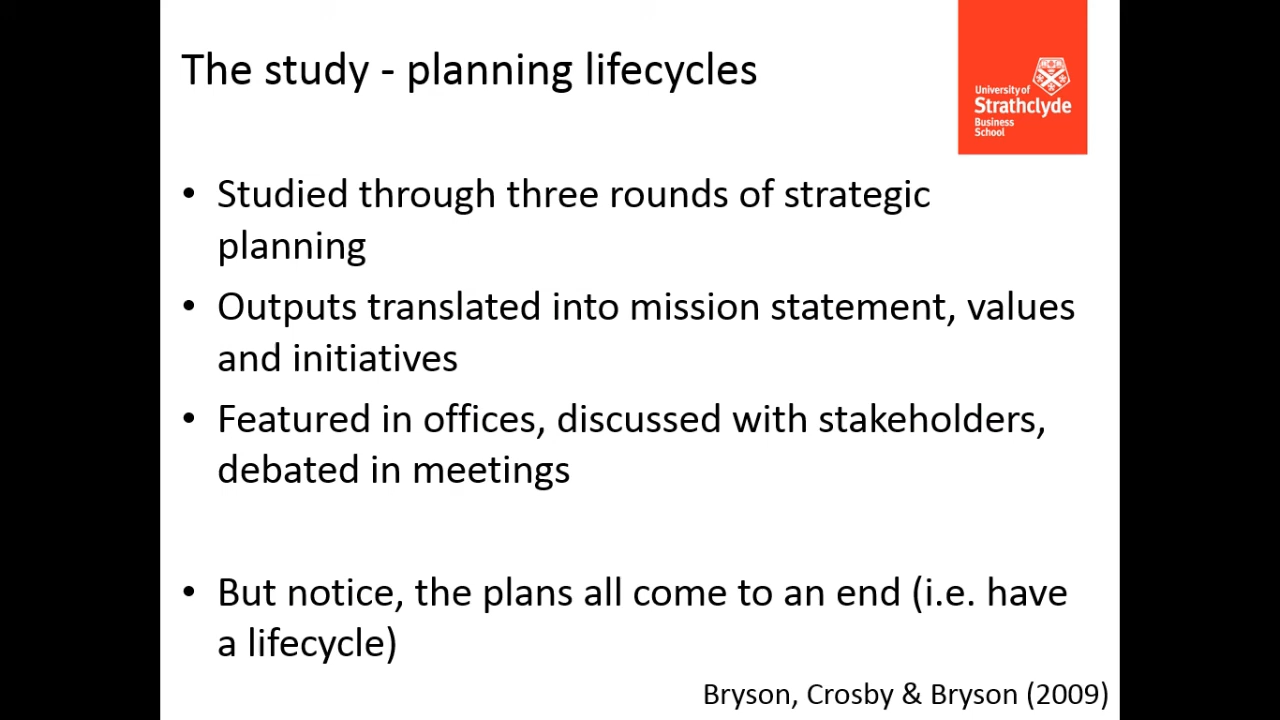 The study - planning lifecycles
University of
Strathclyde
Business
School
• Studied through three rounds of strategic
planning
• Outputs translated into mission statement, values
and initiatives
• Featured in offices, discussed with stakeholders,
debated in meetings
• But notice, the plans all come to an end (i.e. have
a lifecycle)
Bryson, Crosby & Bryson (2009)